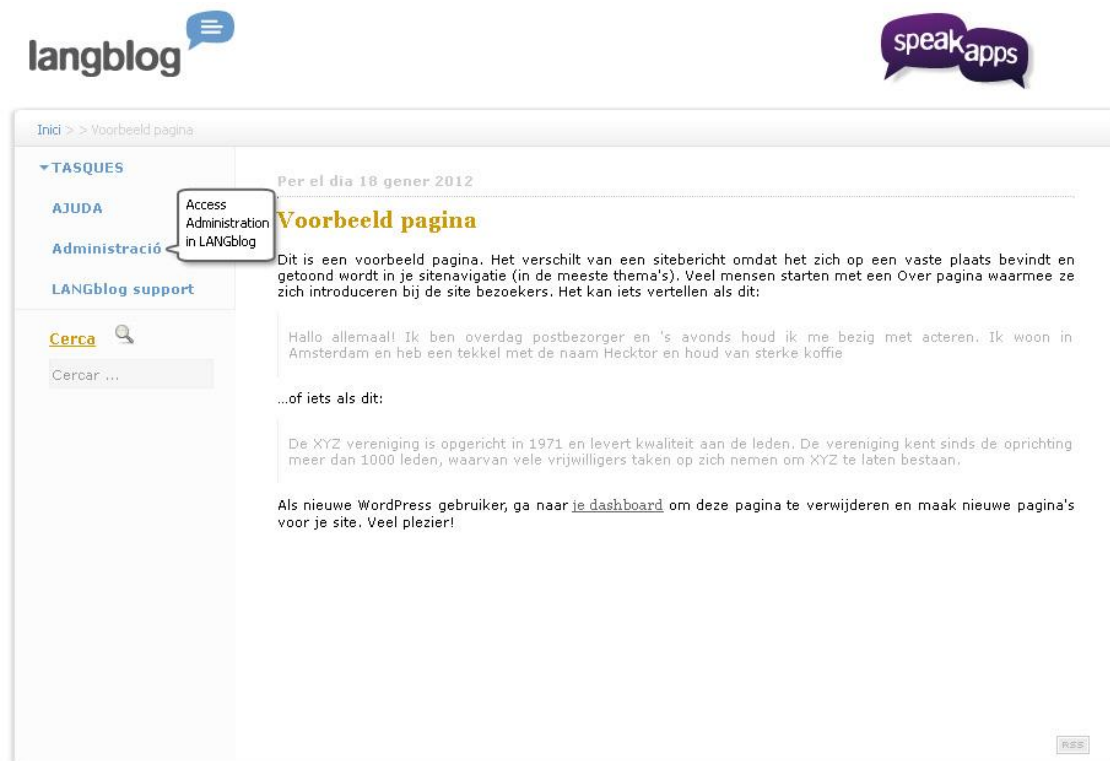 langblog
speak apps
Inici > > Voorbeeld pagina
TASQUES
AJUDA
Administració
LANGblog support
Cerca
Cercar ...
Access
Administration
in LANGblog
Per el dia 18 gener 2012
Voorbeeld pagina
Dit is een voorbeeld pagina. Het verschilt van een sitebericht omdat het zich op een vaste plaats bevindt en
getoond wordt in je sitenavigatie (in de meeste thema's). Veel mensen starten met een Over pagina waarmee ze
zich introduceren bij de site bezoekers. Het kan iets vertellen als dit:
Hallo allemaal! Ik ben overdag postbezorger en 's avonds houd ik me bezig met acteren. Ik woon in
Amsterdam en heb een tekkel met de naam Hecktor en houd van sterke koffie
...of iets als dit:
De XYZ vereniging is opgericht in 1971 en levert kwaliteit aan de leden. De vereniging kent sinds de oprichting
meer dan 1000 leden, waarvan vele vrijwilligers taken op zich nemen om XYZ te laten bestaan.
Als nieuwe WordPress gebruiker, ga naar je dashboard om deze pagina te verwijderen en maak nieuwe pagina's
voor je site. Veel plezier!
RSS